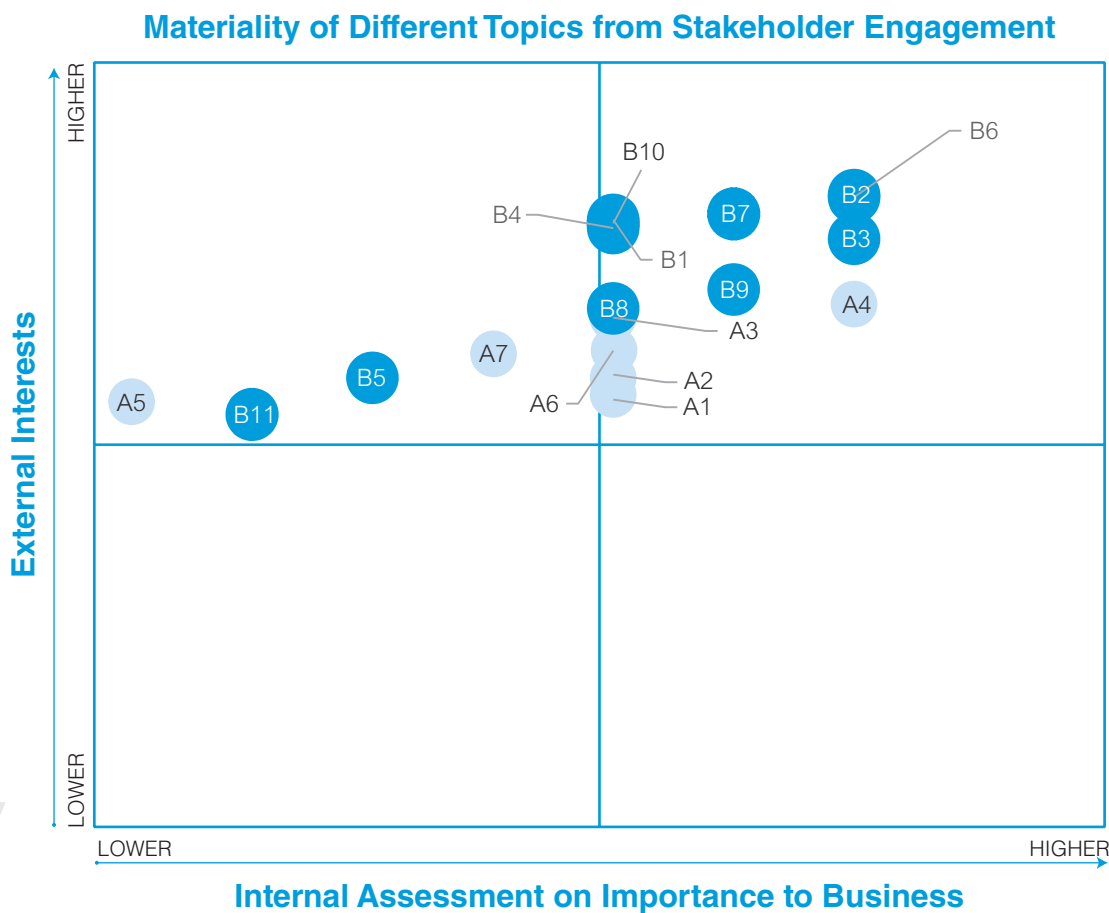 Materiality of Different Topics from Stakeholder Engagement
HIGHER
External Interests
LOWER
B6
B10
B2
B4
B7
B3
B1
B9
A4
B8
A3
A7
A2
A6
A1
B5
A5
B11
LOWER
HIGHER
Internal Assessment on Importance to Business